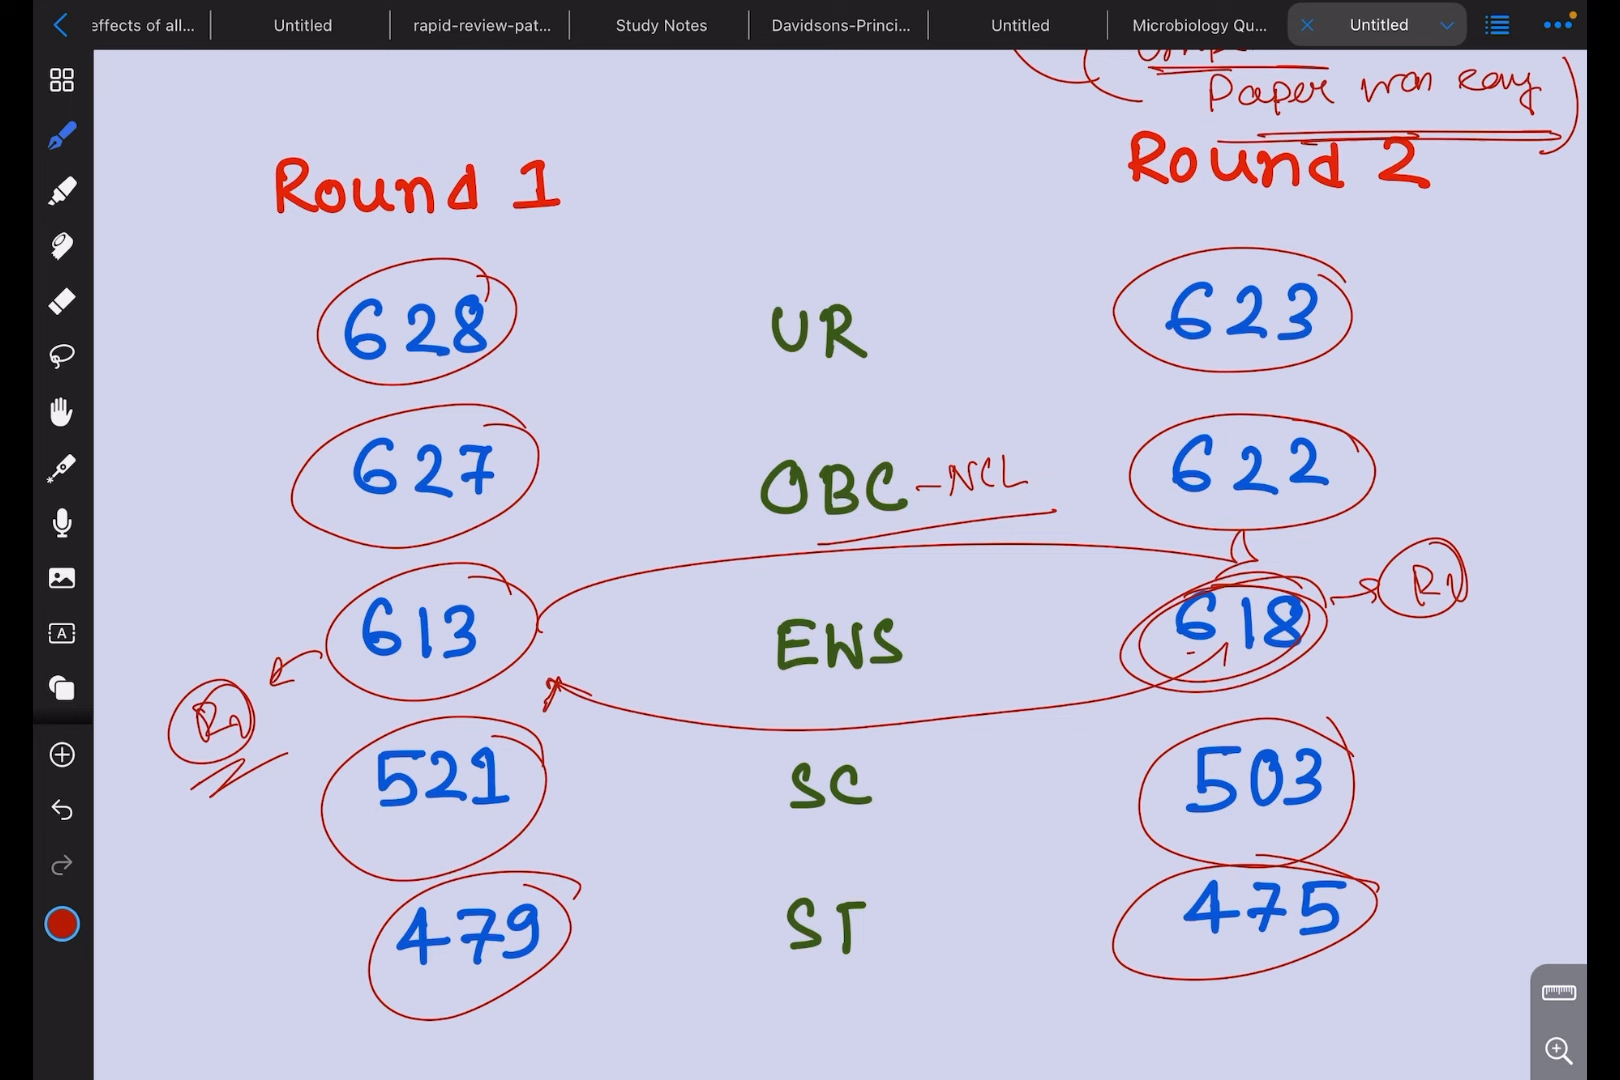 effects of all... Untitled rapid-review-pat... Study Notes Davidsons-Princi... Untitled Microbiology Qu... Untitled
Paper was easy
Round 1 Round 2
628 UR 623
627 OBC-NCL 622
613 EWS 618 R1
R2
521 SC 503
479 ST 475
A